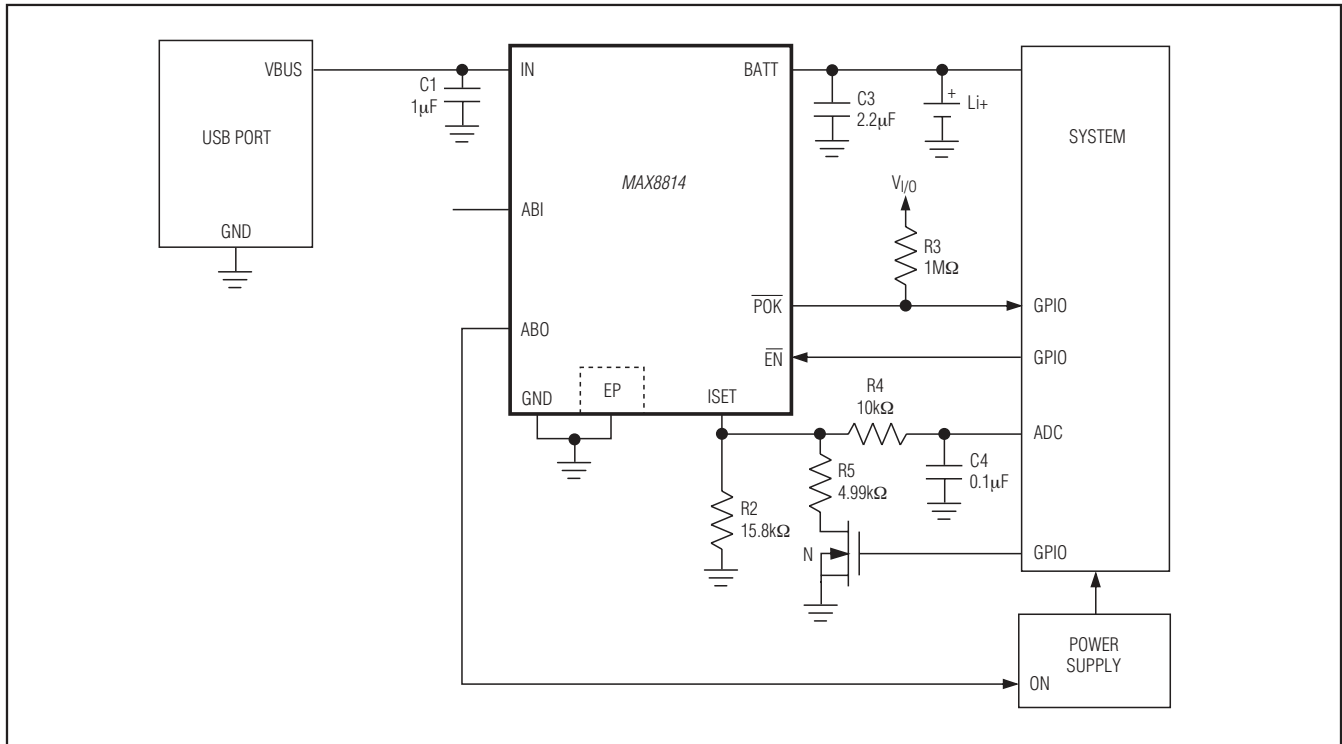 VBUS
USB PORT
GND
C1
1μF
IN
BATT
MAX8814
ABI
ABO
POK
EN
GND
EP
ISET
C3
2.2μF
+
Li+
SYSTEM
VI/O
R3
1MΩ
GPIO
GPIO
R4
10kΩ
ADC
C4
0.1μF
R5
4.99kΩ
R2
15.8kΩ
N
GPIO
POWER
SUPPLY
ON